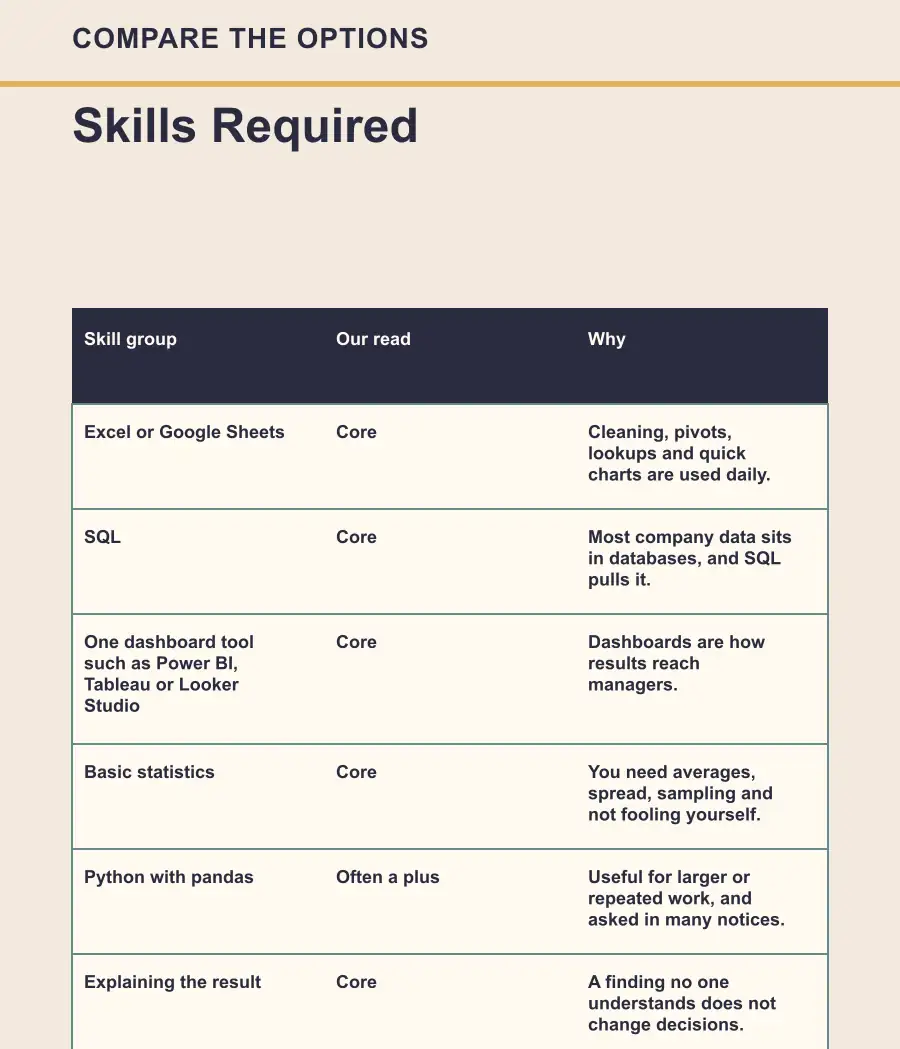 COMPARE THE OPTIONS
Skills Required
Skill group
Our read
Why
Excel or Google Sheets
Core
Cleaning, pivots,
lookups and quick
charts are used daily.
SQL
Core
Most company data sits
in databases, and SQL
pulls it.
One dashboard tool
such as Power BI,
Tableau or Looker
Studio
Core
Dashboards are how
results reach
managers.
Basic statistics
Core
You need averages,
spread, sampling and
not fooling yourself.
Python with pandas
Often a plus
Useful for larger or
repeated work, and
asked in many notices.
Explaining the result
Core
A finding no one
understands does not
change decisions.